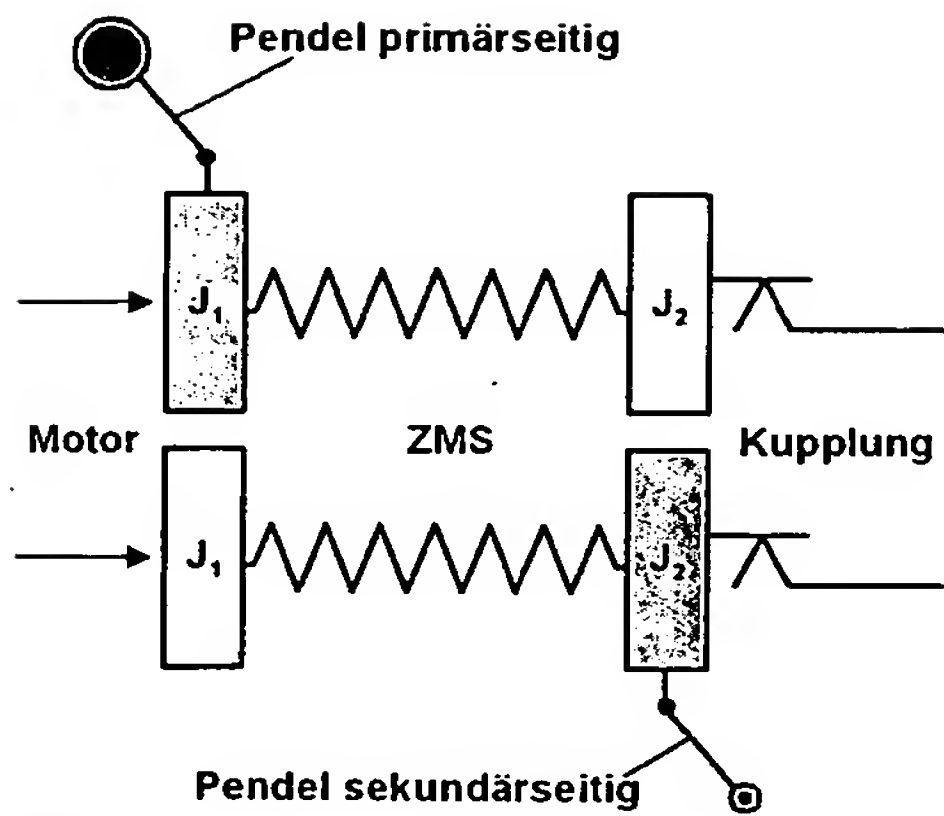 Pendel primärseitig
J₁
J₂
Motor
ZMS
Kupplung
J₁
J₂
Pendel sekundärseitig